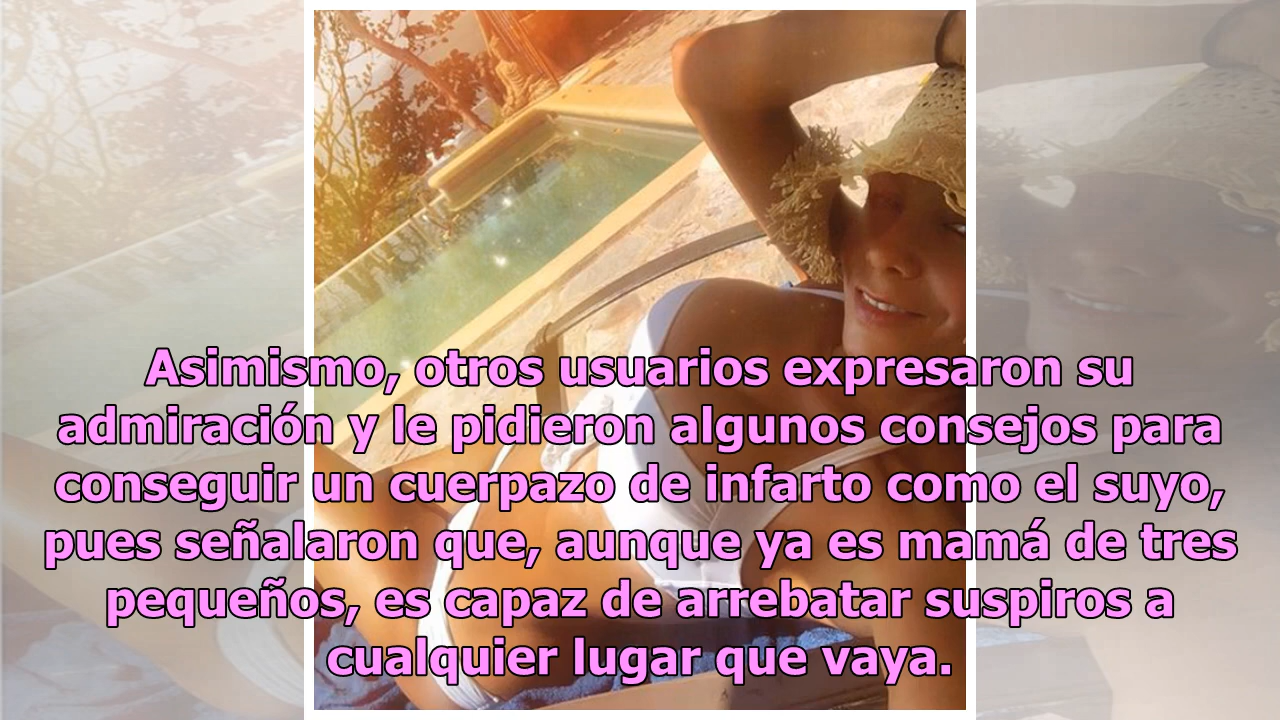 Asimismo, otros usuarios expresaron su
admiración y le pidieron algunos consejos para
conseguir un cuerpazo de infarto como el suyo,
pues señalaron que, aunque ya es mamá de tres
pequeños, es capaz de arrebatar suspiros a
cualquier lugar que vaya.